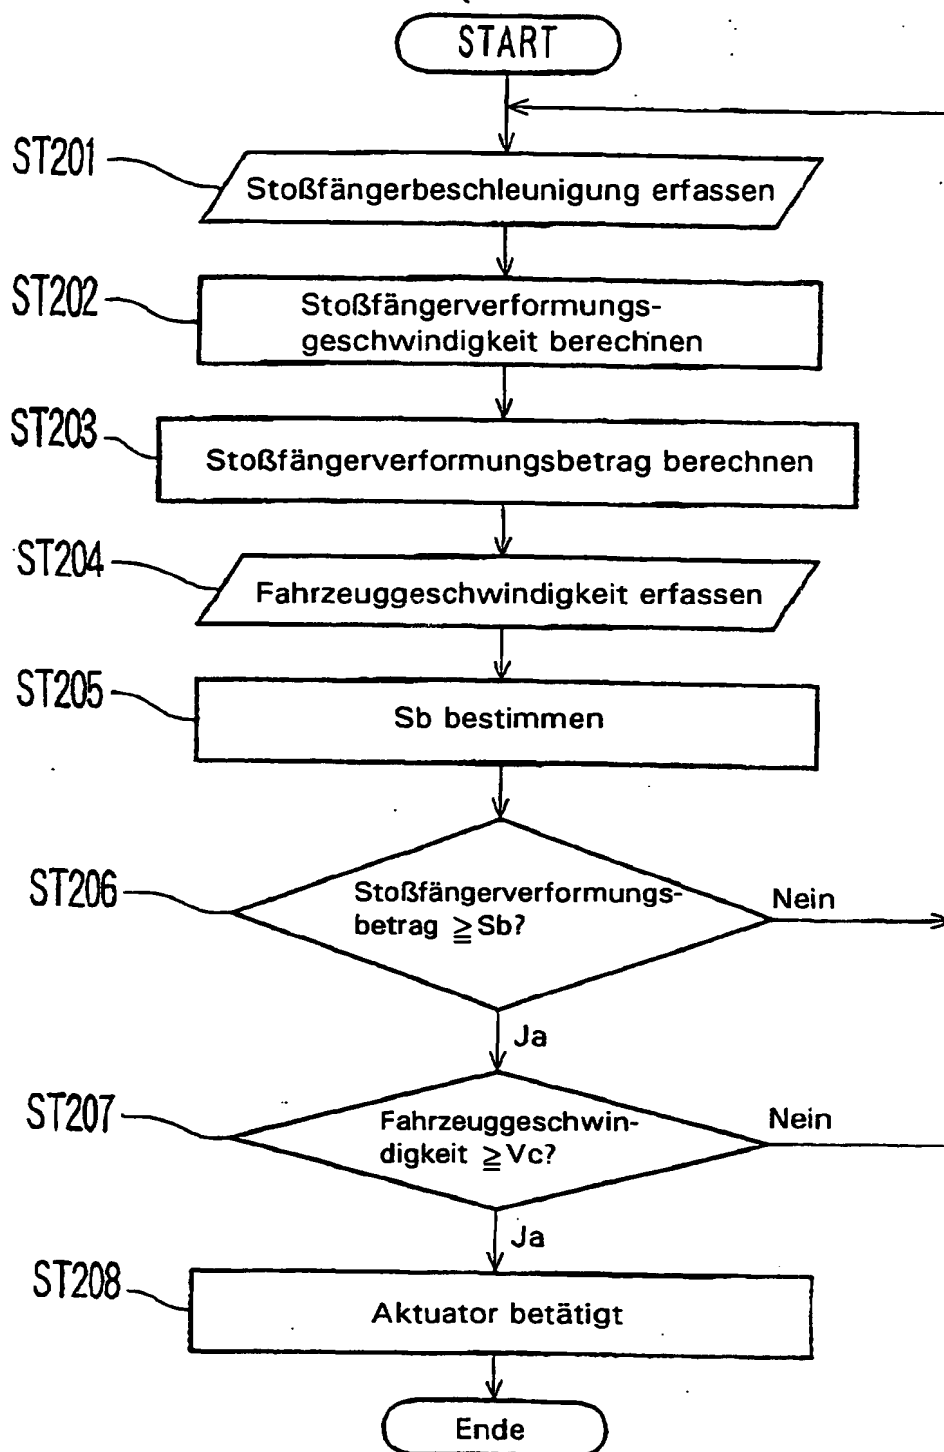 START
ST201
Stoßfängerbeschleunigung erfassen
ST202
Stoßfängerverformungs-
geschwindigkeit berechnen
ST203
Stoßfängerverformungsbetrag berechnen
ST204
Fahrzeuggeschwindigkeit erfassen
ST205
Sb bestimmen
ST206
Stoßfängerverformungs-
betrag ≧Sb?
Nein
Ja
ST207
Fahrzeuggeschwin-
digkeit ≧Vc?
Nein
Ja
ST208
Aktuator betätigt
Ende